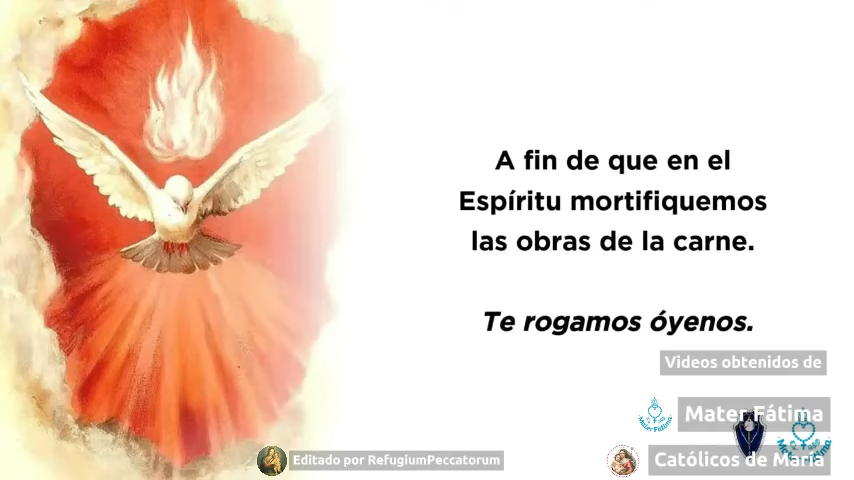 A fin de que en el
Espíritu mortifiquemos
las obras de la carne.
Te rogamos óyenos.
Videos obtenidos de
Mater Fátima
Católicos de María
Editado por RefugiumPeccatorum